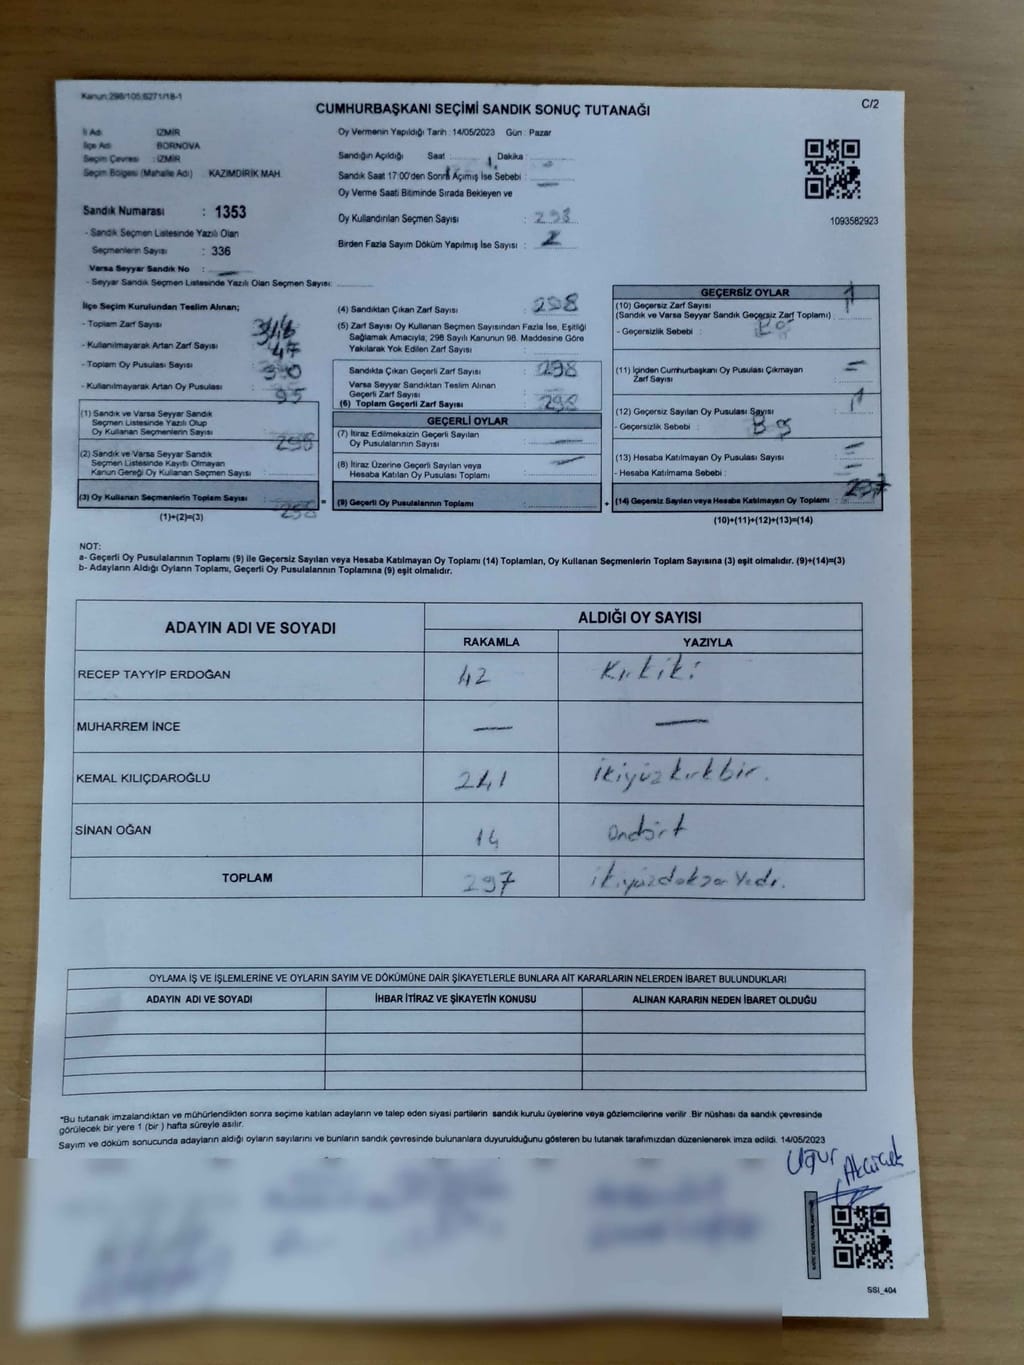 Kanun:298/105;6271/18-1
CUMHURBAŞKANI SEÇİMİ SANDIK SONUÇ TUTANAĞI
C/2
İl Adı : İZMİR
İlçe Adı : BORNOVA
Seçim Çevresi : İZMİR
Seçim Bölgesi (Mahalle Adı) KAZIMDİRİK MAH.
Sandık Numarası : 1353
- Sandık Seçmen Listesinde Yazılı Olan
Seçmenlerin Sayısı : 336
Varsa Seyyar Sandık No :
- Seyyar Sandık Seçmen Listesinde Yazılı Olan Seçmen Sayısı:
Oy Vermenin Yapıldığı Tarih : 14/05/2023 Gün : Pazar
Sandığın Açıldığı Saat : Dakika :
Sandık Saat 17:00'den Sonra Açımış İse Sebebi :
Oy Verme Saati Bitiminde Sırada Bekleyen ve
Oy Kullandırılan Seçmen Sayısı : 298
Birden Fazla Sayım Döküm Yapılmış İse Sayısı :
1093582923
İlçe Seçim Kurulundan Teslim Alınan;
- Toplam Zarf Sayısı
- Kullanılmayarak Artan Zarf Sayısı 47
- Toplam Oy Pusulası Sayısı
- Kullanılmayarak Artan Oy Pusulası 95
(1) Sandık ve Varsa Seyyar Sandık
Seçmen Listesinde Yazılı Olup
Oy Kullanan Seçmenlerin Sayısı : 298
(2) Sandık ve Varsa Seyyar Sandık
Seçmen Listesinde Kayıtlı Olmayan
Kanun Gereği Oy Kullanan Seçmen Sayısı :
(3) Oy Kullanan Seçmenlerin Toplam Sayısı : 298
(1)+(2)=(3)
(4) Sandıktan Çıkan Zarf Sayısı : 298
(5) Zarf Sayısı Oy Kullanan Seçmen Sayısından Fazla İse, Eşitliği
Sağlamak Amacıyla, 298 Sayılı Kanunun 98. Maddesine Göre
Yakılarak Yok Edilen Zarf Sayısı :
Sandıkta Çıkan Geçerli Zarf Sayısı : 298
Varsa Seyyar Sandıktan Teslim Alınan
Geçerli Zarf Sayısı :
(6) Toplam Geçerli Zarf Sayısı : 298
GEÇERLİ OYLAR
(7) İtiraz Edilmeksizin Geçerli Sayılan
Oy Pusulalarının Sayısı :
(8) İtiraz Üzerine Geçerli Sayılan veya
Hesaba Katılan Oy Pusulası Toplamı :
= (9) Geçerli Oy Pusulalarının Toplamı :
GEÇERSİZ OYLAR
(10) Geçersiz Zarf Sayısı 1
(Sandık ve Varsa Seyyar Sandık Geçersiz Zarf Toplamı) :
- Geçersizlik Sebebi : Boş
(11) İçinden Cumhurbaşkanı Oy Pusulası Çıkmayan
Zarf Sayısı :
(12) Geçersiz Sayılan Oy Pusulası Sayısı : 1
- Geçersizlik Sebebi : Boş
(13) Hesaba Katılmayan Oy Pusulası Sayısı :
- Hesaba Katılmama Sebebi :
+ (14) Geçersiz Sayılan veya Hesaba Katılmayan Oy Toplamı : 297
(10)+(11)+(12)+(13)=(14)
NOT:
a- Geçerli Oy Pusulalarının Toplamı (9) ile Geçersiz Sayılan veya Hesaba Katılmayan Oy Toplamı (14) Toplamları, Oy Kullanan Seçmenlerin Toplam Sayısına (3) eşit olmalıdır. (9)+(14)=(3)
b- Adayların Aldığı Oyların Toplamı, Geçerli Oy Pusulalarının Toplamına (9) eşit olmalıdır.
ADAYIN ADI VE SOYADI ALDIĞI OY SAYISI
RAKAMLA YAZIYLA
RECEP TAYYİP ERDOĞAN 42 Kırkiki
MUHARREM İNCE — —
KEMAL KILIÇDAROĞLU 241 ikiyüzkırkbir.
SİNAN OĞAN 14 Ondört
TOPLAM 297 ikiyüzdoksanYedi.
OYLAMA İŞ VE İŞLEMLERİNE VE OYLARIN SAYIM VE DÖKÜMÜNE DAİR ŞİKAYETLERLE BUNLARA AİT KARARLARIN NELERDEN İBARET BULUNDUKLARI
ADAYIN ADI VE SOYADI İHBAR İTİRAZ VE ŞİKAYETİN KONUSU ALINAN KARARIN NEDEN İBARET OLDUĞU
*Bu tutanak imzalandıktan ve mühürlendikten sonra seçime katılan adayların ve talep eden siyasi partilerin sandık kurulu üyelerine veya gözlemcilerine verilir. Bir nüshası da sandık çevresinde
görülecek bir yere 1 (bir ) hafta süreyle asılır.
Sayım ve döküm sonucunda adayların aldığı oyların sayılarını ve bunların sandık çevresinde bulunanlara duyurulduğunu gösteren bu tutanak tarafımızdan düzenlenerek imza edildi. 14/05/2023
Uğur
SSI_404